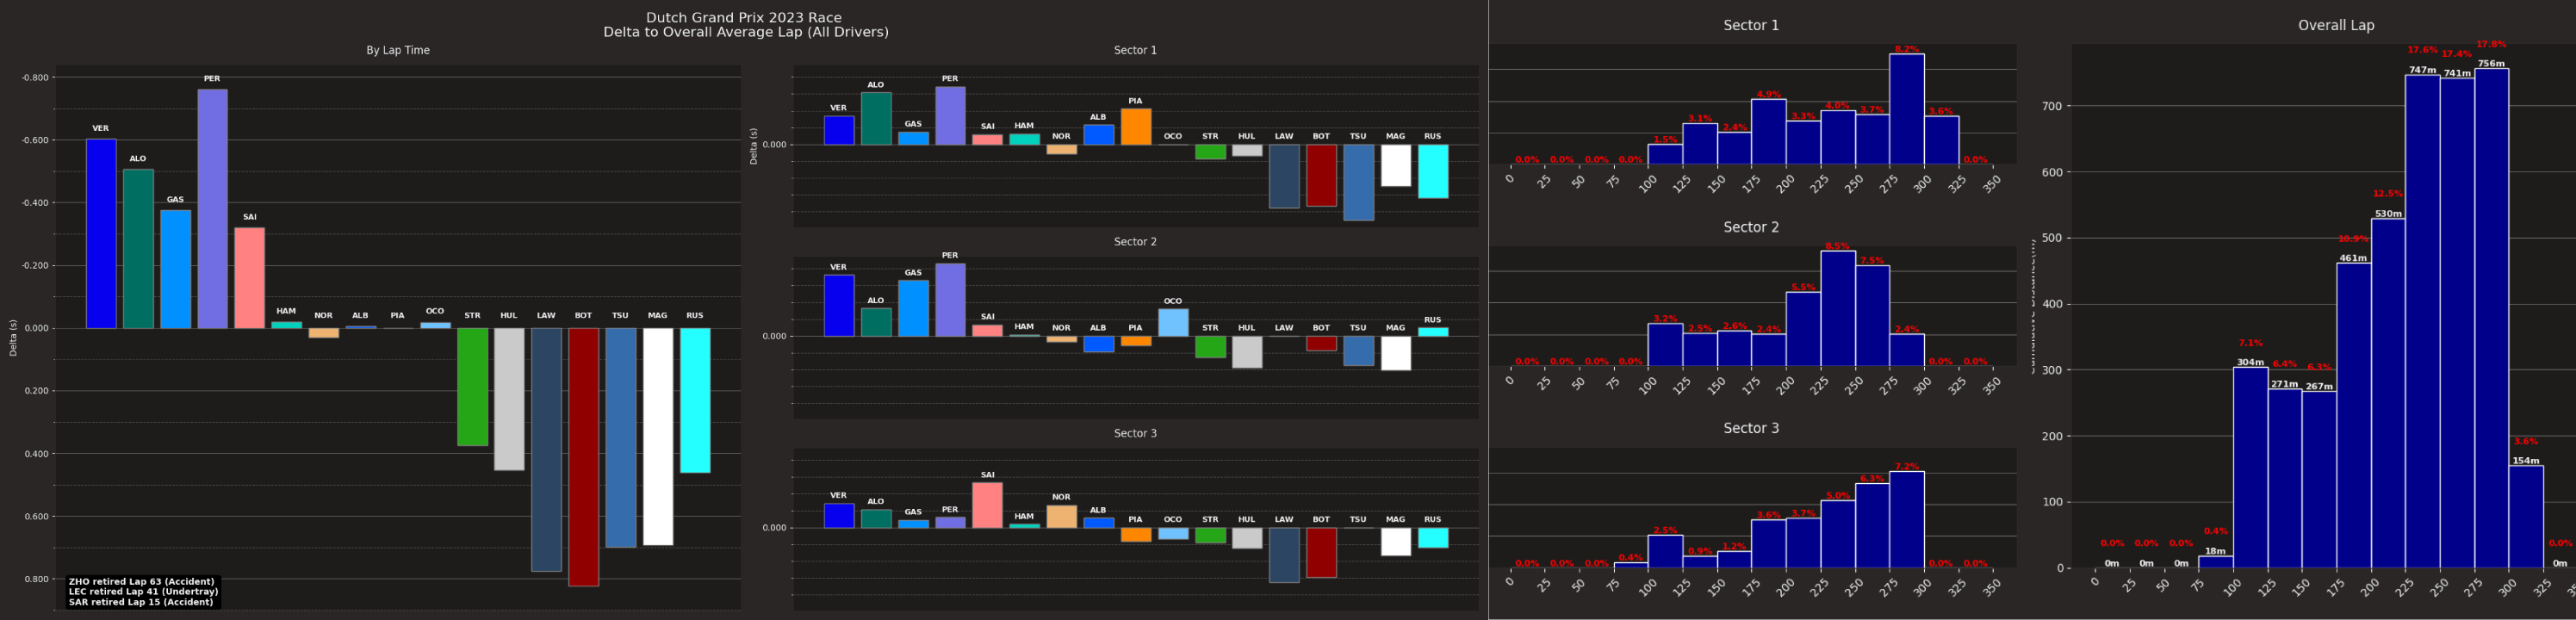 Dutch Grand Prix 2023 Race
Delta to Overall Average Lap (All Drivers)
By Lap Time
Delta (s)
-0.800
-0.600
-0.400
-0.200
0.000
0.200
0.400
0.600
0.800
VER
ALO
GAS
PER
SAI
HAM
NOR
ALB
PIA
OCO
STR
HUL
LAW
BOT
TSU
MAG
RUS
ZHO retired Lap 63 (Accident)
LEC retired Lap 41 (Undertray)
SAR retired Lap 15 (Accident)
Sector 1
Delta (s)
0.000
VER
ALO
GAS
PER
SAI
HAM
NOR
ALB
PIA
OCO
STR
HUL
LAW
BOT
TSU
MAG
RUS
Sector 2
0.000
VER
ALO
GAS
PER
SAI
HAM
NOR
ALB
PIA
OCO
STR
HUL
LAW
BOT
TSU
MAG
RUS
Sector 3
0.000
VER
ALO
GAS
PER
SAI
HAM
NOR
ALB
PIA
OCO
STR
HUL
LAW
BOT
TSU
MAG
RUS
Sector 1
0.0% 0.0% 0.0% 0.0% 1.5% 3.1% 2.4% 4.9% 3.3% 4.0% 3.7% 8.2% 3.6% 0.0%
0 25 50 75 100 125 150 175 200 225 250 275 300 325 350
Sector 2
0.0% 0.0% 0.0% 0.0% 3.2% 2.5% 2.6% 2.4% 5.5% 8.5% 7.5% 2.4% 0.0% 0.0%
0 25 50 75 100 125 150 175 200 225 250 275 300 325 350
Sector 3
0.0% 0.0% 0.0% 0.4% 2.5% 0.9% 1.2% 3.6% 3.7% 5.0% 6.3% 7.2% 0.0% 0.0%
0 25 50 75 100 125 150 175 200 225 250 275 300 325 350
Overall Lap
700
600
500
400
300
200
100
0
0.0% 0.0% 0.0% 0.4% 7.1% 6.4% 6.3% 10.9% 12.5% 17.6% 17.4% 17.8% 3.6% 0.0%
0m 0m 0m 18m 304m 271m 267m 461m 530m 747m 741m 756m 154m 0m
0 25 50 75 100 125 150 175 200 225 250 275 300 325